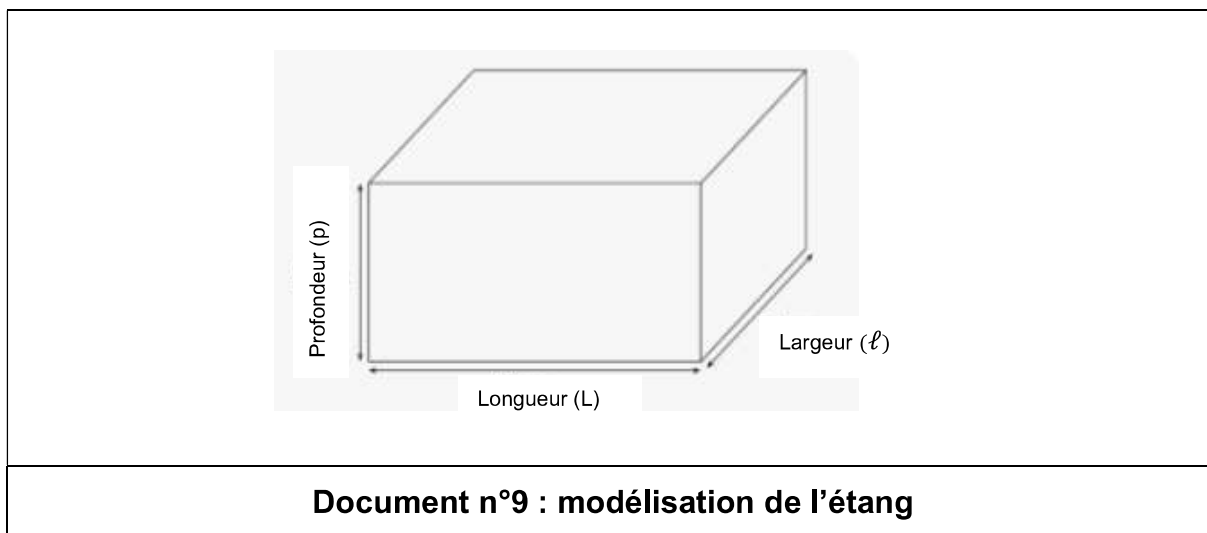 Profondeur (p)
Largeur (ℓ)
Longueur (L)
Document n°9 : modélisation de l'étang